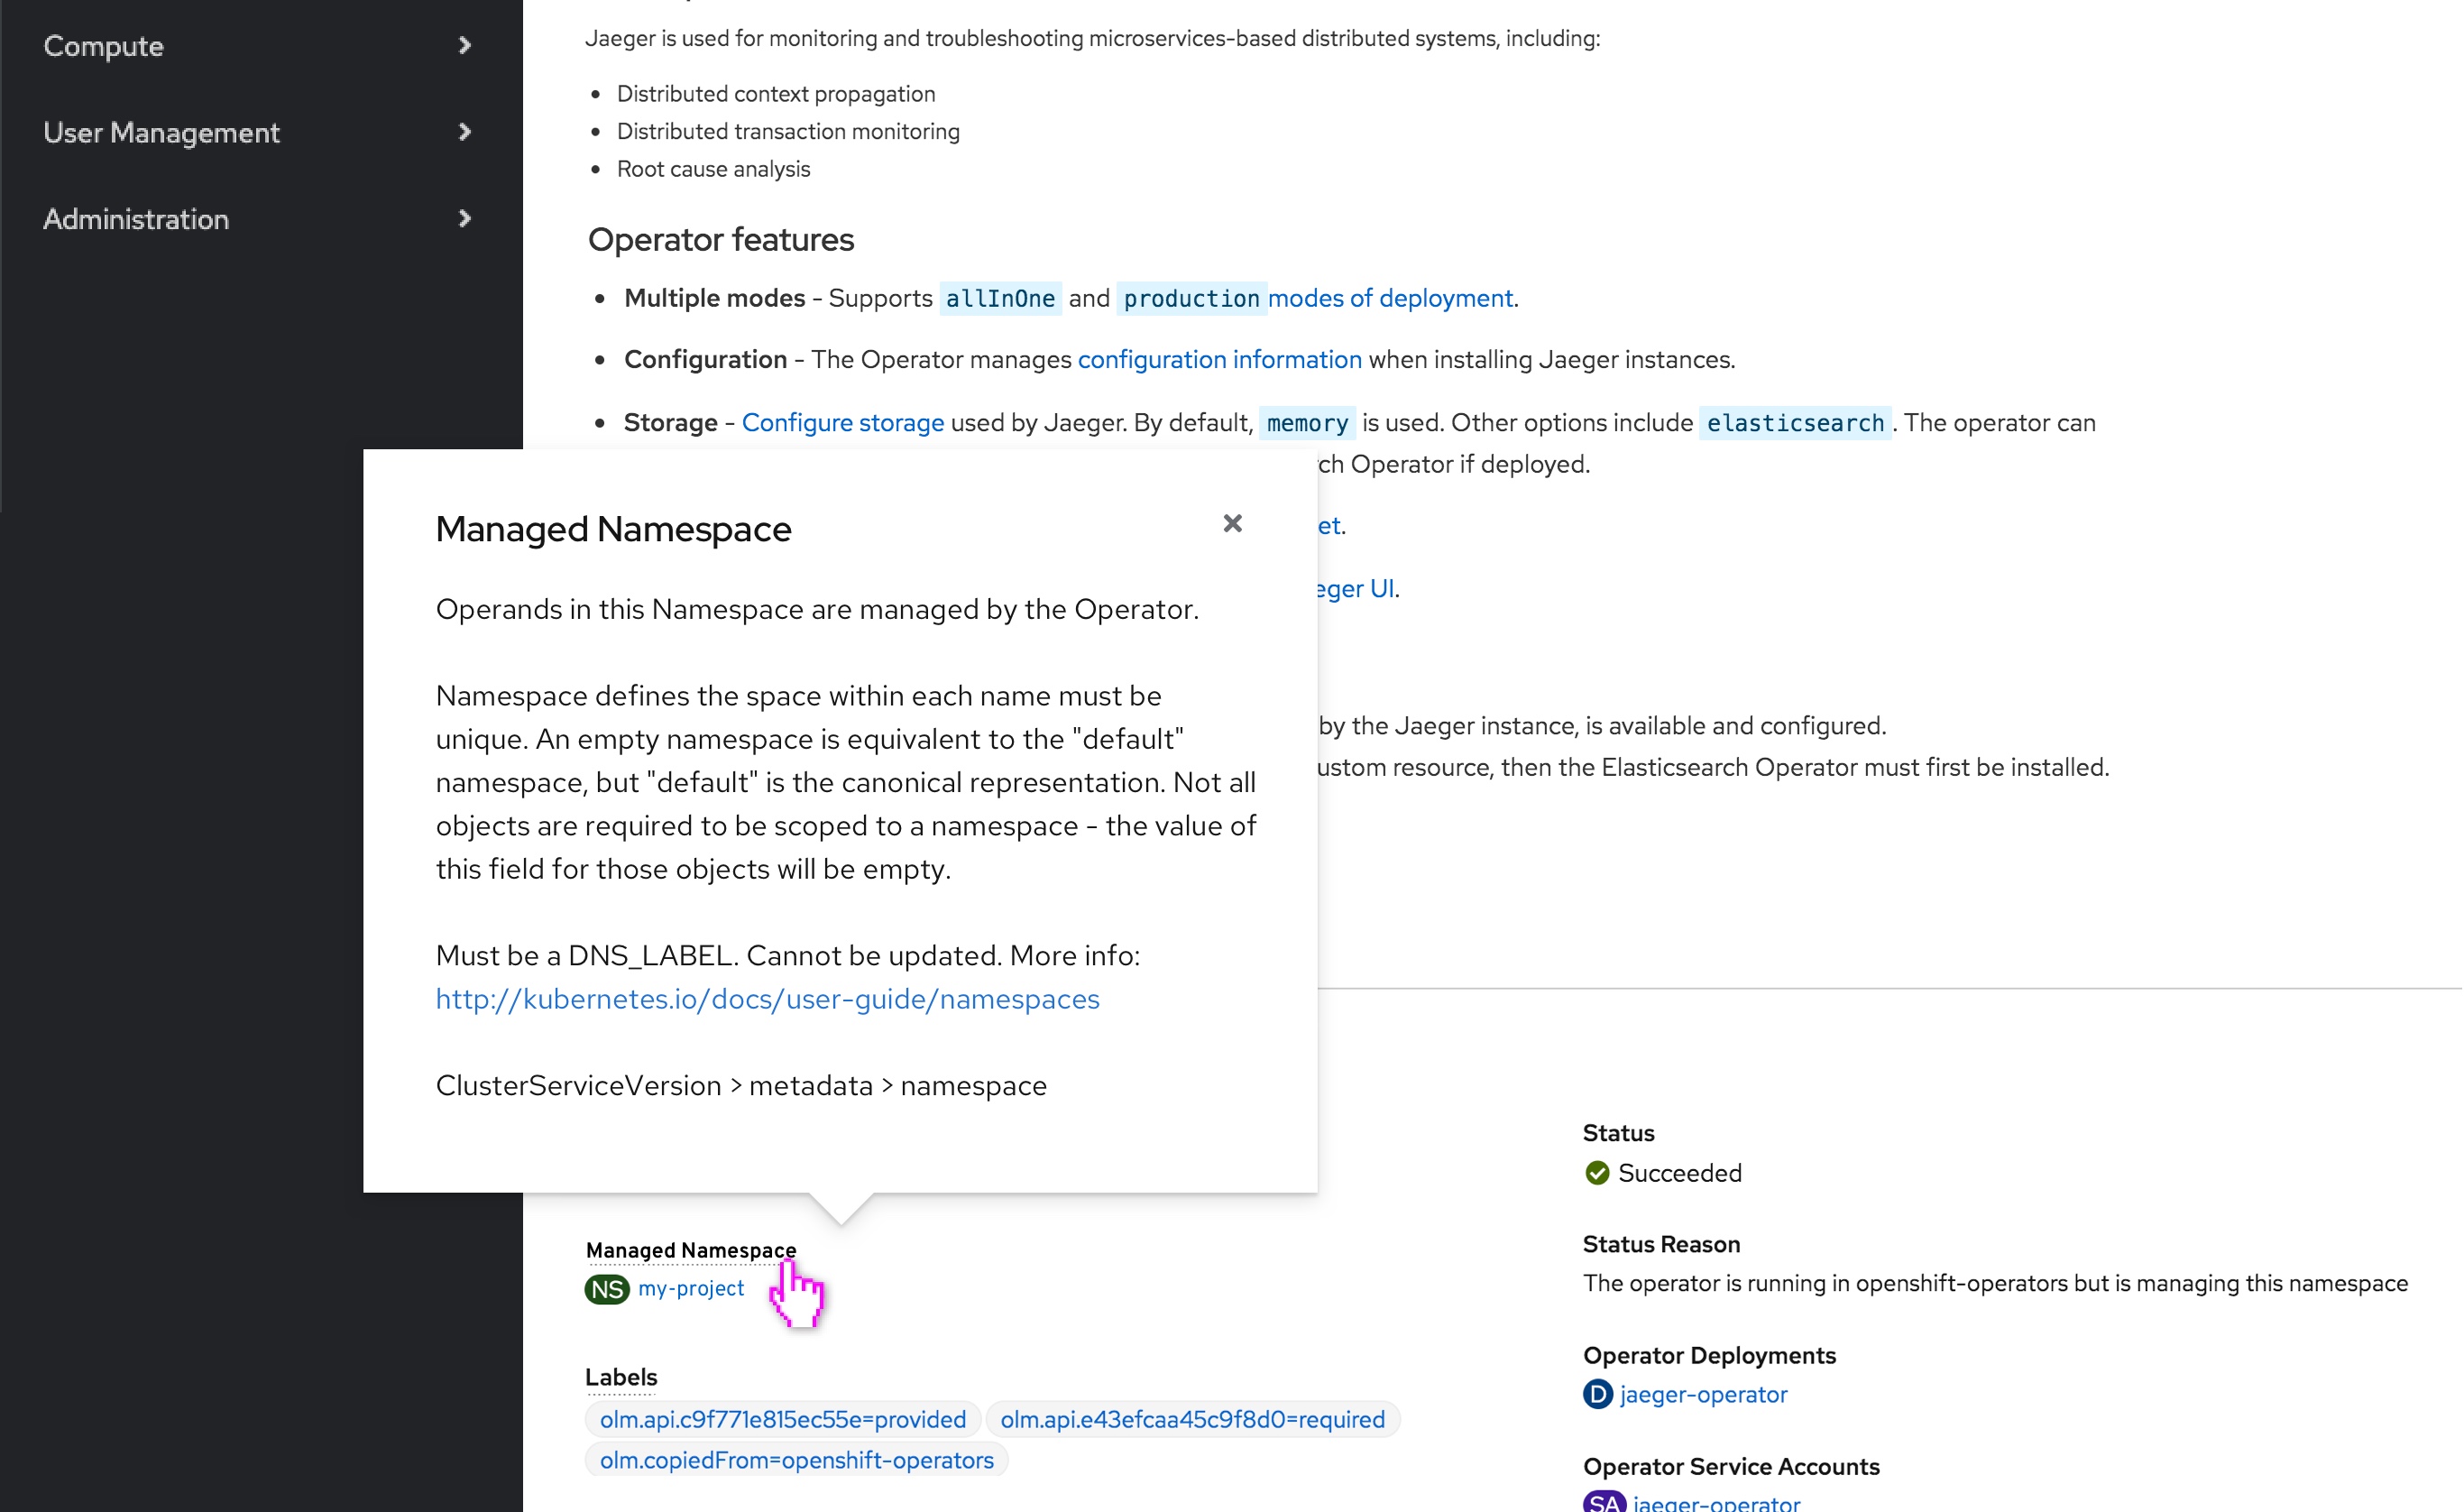 Compute
User Management
Administration
Jaeger is used for monitoring and troubleshooting microservices-based distributed systems, including:
• Distributed context propagation
• Distributed transaction monitoring
• Root cause analysis
Operator features
• Multiple modes - Supports allInOne and production modes of deployment.
• Configuration - The Operator manages configuration information when installing Jaeger instances.
• Storage - Configure storage used by Jaeger. By default, memory is used. Other options include elasticsearch. The operator can
Operator if deployed.
UI.
by the Jaeger instance, is available and configured.
resource, then the Elasticsearch Operator must first be installed.
Managed Namespace
Operands in this Namespace are managed by the Operator.
Namespace defines the space within each name must be
unique. An empty namespace is equivalent to the "default"
namespace, but "default" is the canonical representation. Not all
objects are required to be scoped to a namespace - the value of
this field for those objects will be empty.
Must be a DNS_LABEL. Cannot be updated. More info:
http://kubernetes.io/docs/user-guide/namespaces
ClusterServiceVersion > metadata > namespace
Managed Namespace
NS my-project
Labels
olm.api.c9f771e815ec55e=provided olm.api.e43efcaa45c9f8d0=required
olm.copiedFrom=openshift-operators
Status
Succeeded
Status Reason
The operator is running in openshift-operators but is managing this namespace
Operator Deployments
D jaeger-operator
Operator Service Accounts
SA jaeger-operator